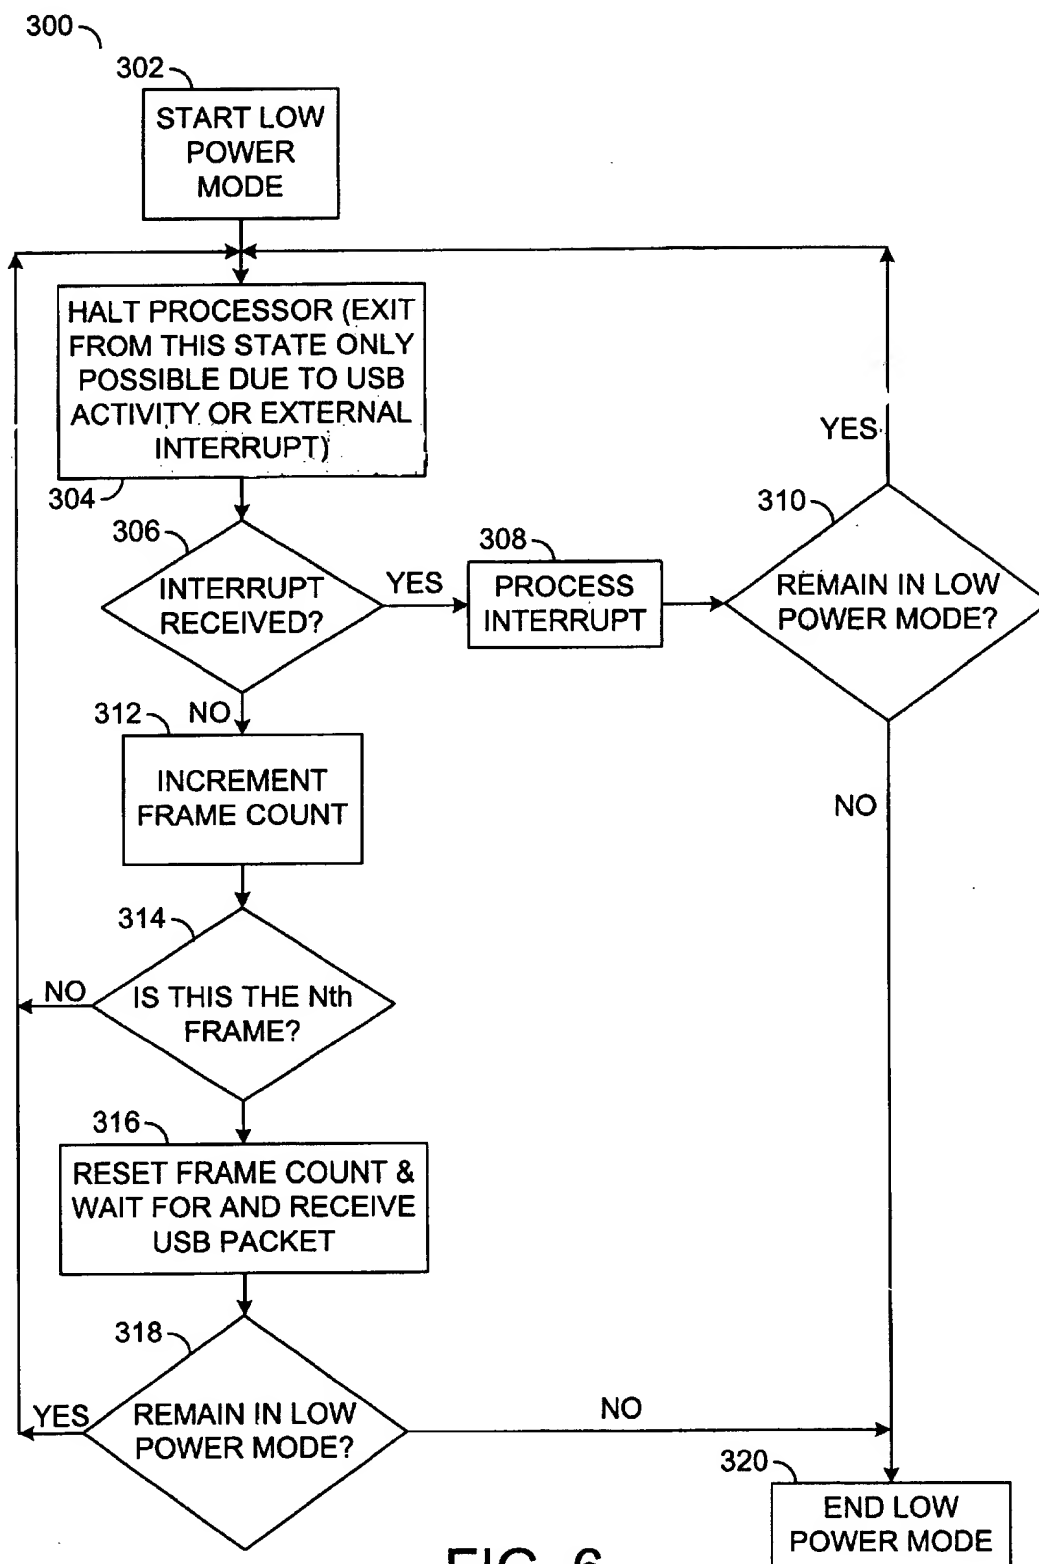 300
302
START LOW
POWER
MODE
HALT PROCESSOR (EXIT
FROM THIS STATE ONLY
POSSIBLE DUE TO USB
ACTIVITY OR EXTERNAL
INTERRUPT)
304
306
INTERRUPT
RECEIVED?
YES
308
PROCESS
INTERRUPT
310
REMAIN IN LOW
POWER MODE?
YES
NO
312
NO
INCREMENT
FRAME COUNT
314
IS THIS THE Nth
FRAME?
NO
316
RESET FRAME COUNT &
WAIT FOR AND RECEIVE
USB PACKET
318
REMAIN IN LOW
POWER MODE?
YES
NO
320
END LOW
POWER MODE
FIG. 6